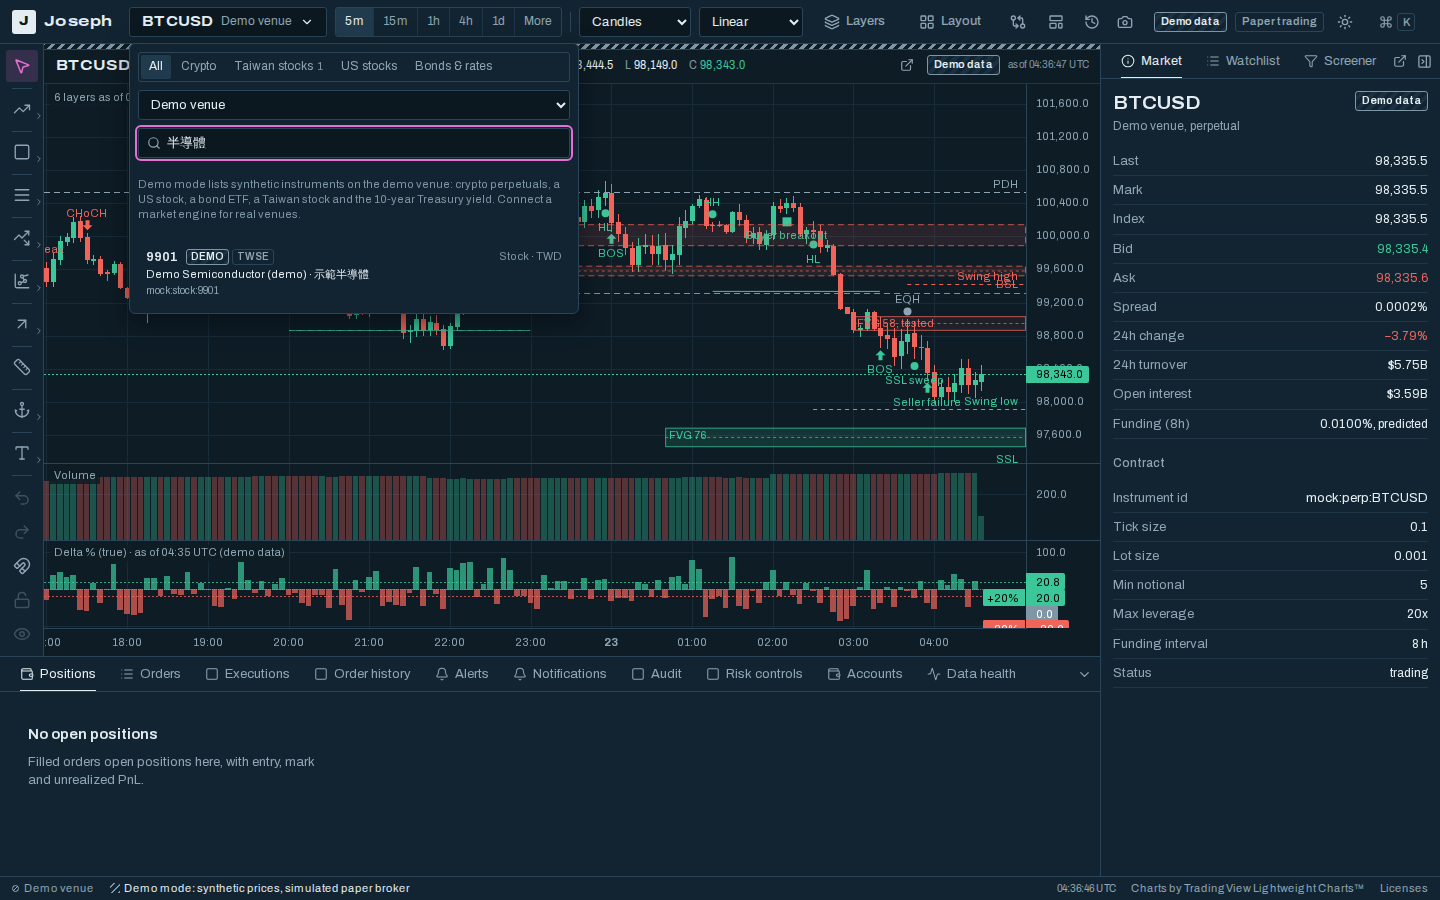 J Joseph BTCUSD Demo venue 5m 15m 1h 4h 1d More Candles Linear Layers Layout Demo data Paper trading ⌘ K
BTCUSD
,444.5 L 98,149.0 C 98,343.0 Demo data as of 04:36:47 UTC
6 layers as of
All Crypto Taiwan stocks 1 US stocks Bonds & rates
Demo venue
半導體
Demo mode lists synthetic instruments on the demo venue: crypto perpetuals, a
US stock, a bond ETF, a Taiwan stock and the 10-year Treasury yield. Connect a
market engine for real venues.
9901 DEMO TWSE Stock · TWD
Demo Semiconductor (demo) · 示範半導體
mock:stock:9901
CHoCH
PDH
HH
HL
BOS
HL
Swing high
BSL
EQH
BOS
SSL sweep
Seller failure
Swing low
FVG 76
SSL
101,600.0
101,200.0
100,800.0
100,400.0
100,000.0
99,600.0
99,200.0
98,800.0
98,343.0
98,000.0
97,600.0
Volume
200.0
Delta % (true) · as of 04:35 UTC (demo data)
100.0
20.8
+20% 20.0
0.0
:00 18:00 19:00 20:00 21:00 22:00 23:00 23 01:00 02:00 03:00 04:00
Positions Orders Executions Order history Alerts Notifications Audit Risk controls Accounts Data health
No open positions
Filled orders open positions here, with entry, mark
and unrealized PnL.
Market Watchlist Screener
BTCUSD Demo data
Demo venue, perpetual
Last 98,335.5
Mark 98,335.5
Index 98,335.5
Bid 98,335.4
Ask 98,335.6
Spread 0.0002%
24h change −3.79%
24h turnover $5.75B
Open interest $3.59B
Funding (8h) 0.0100%, predicted
Contract
Instrument id mock:perp:BTCUSD
Tick size 0.1
Lot size 0.001
Min notional 5
Max leverage 20x
Funding interval 8 h
Status trading
Demo venue Demo mode: synthetic prices, simulated paper broker 04:36:46 UTC Charts by TradingView Lightweight Charts™ Licenses